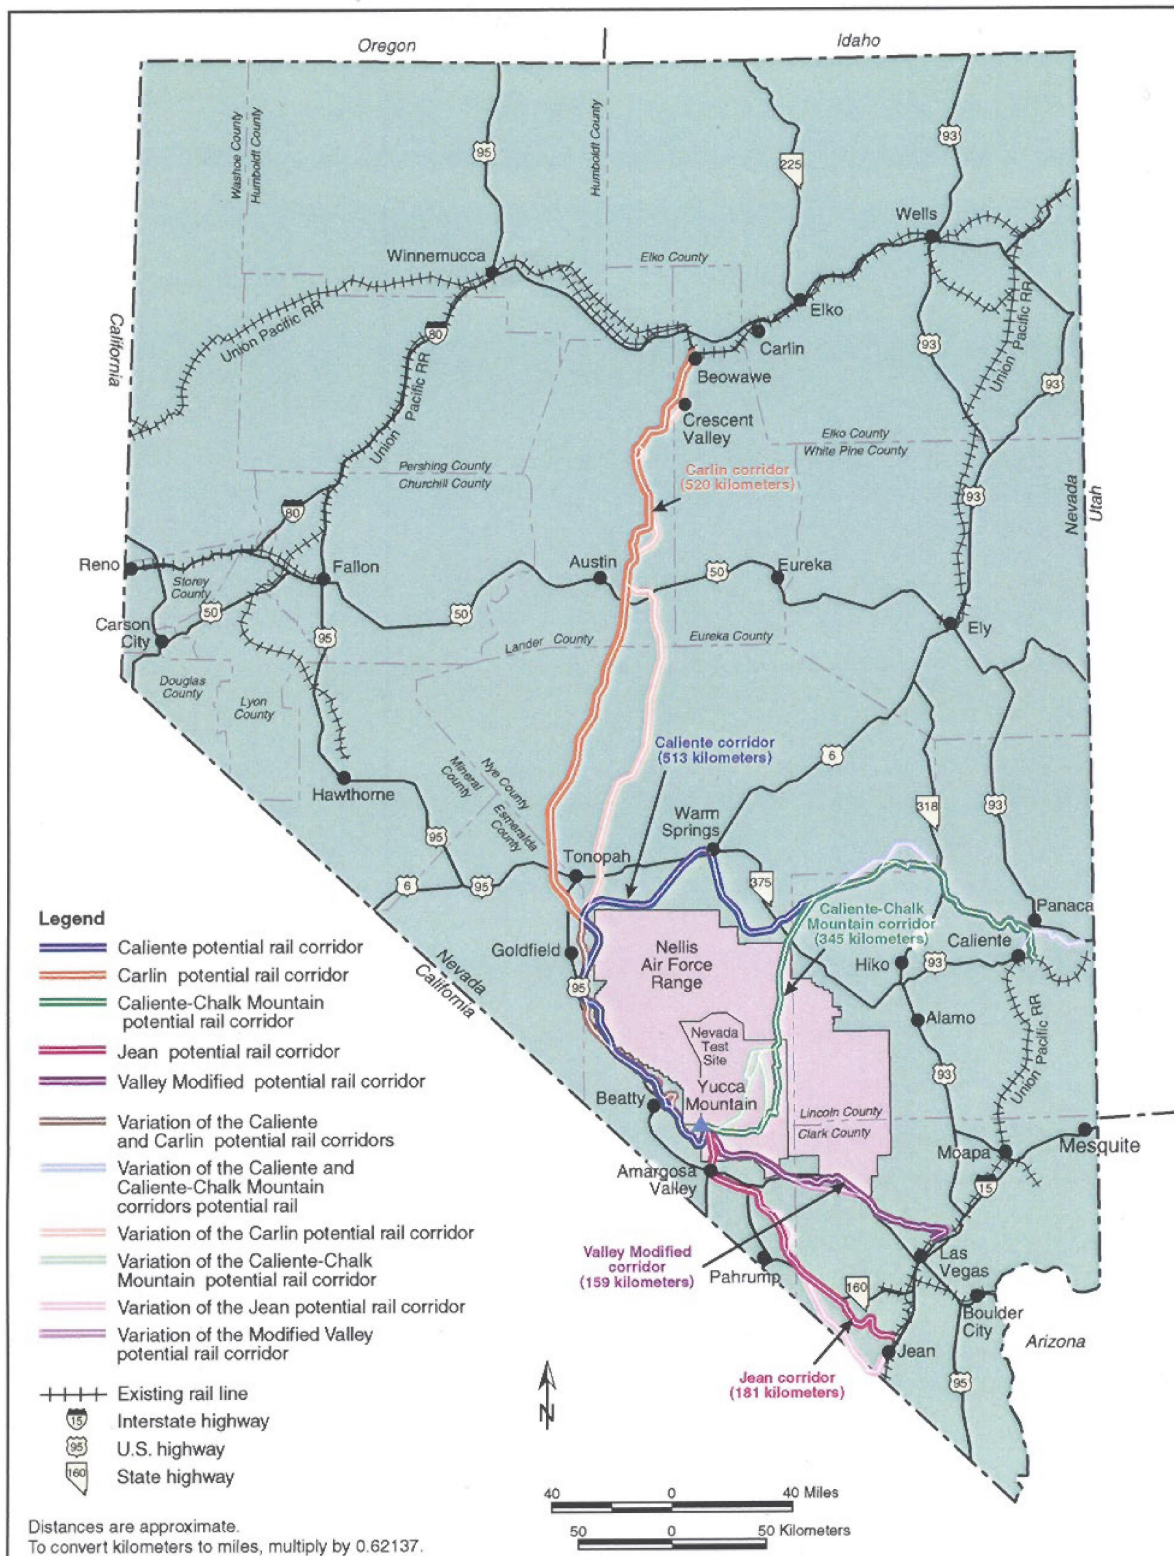 Oregon
Idaho
Washoe County
Humboldt County
Humboldt County
95
225
93
Wells
Winnemucca
Elko County
Elko
Union Pacific RR
80
Carlin
Beowawe
California
Union
Pacific RR
93
Union Pacific RR
93
Crescent
Valley
Elko County
White Pine County
Pershing County
Churchill County
Carlin corridor
(520 kilometers)
93
Nevada
Utah
80
Reno
Storey
County
Fallon
Austin
50
Eureka
50
50
Carson
City
95
Lander County
Eureka County
Ely
Douglas
County
Lyon
County
Caliente corridor
(513 kilometers)
6
Nye County
Mineral
County
Esmeralda
County
Hawthorne
95
Warm
Springs
318
93
Tonopah
6
95
375
Panaca
Caliente-Chalk
Mountain corridor
(345 kilometers)
Caliente
Goldfield
Nellis
Air Force
Range
Hiko
93
Nevada
California
95
Alamo
Nevada
Test
Site
Union Pacific RR
93
Yucca
Mountain
Beatty
Lincoln County
Clark County
Moapa
Mesquite
Amargosa
Valley
15
Valley Modified
corridor
(159 kilometers)
Pahrump
Las
Vegas
160
Boulder
City
Arizona
Jean
95
Jean corridor
(181 kilometers)
Legend
Caliente potential rail corridor
Carlin potential rail corridor
Caliente-Chalk Mountain
potential rail corridor
Jean potential rail corridor
Valley Modified potential rail corridor
Variation of the Caliente
and Carlin potential rail corridors
Variation of the Caliente and
Caliente-Chalk Mountain
corridors potential rail
Variation of the Carlin potential rail corridor
Variation of the Caliente-Chalk
Mountain potential rail corridor
Variation of the Jean potential rail corridor
Variation of the Modified Valley
potential rail corridor
Existing rail line
15 Interstate highway
95 U.S. highway
160 State highway
N
40 0 40 Miles
50 0 50 Kilometers
Distances are approximate.
To convert kilometers to miles, multiply by 0.62137.